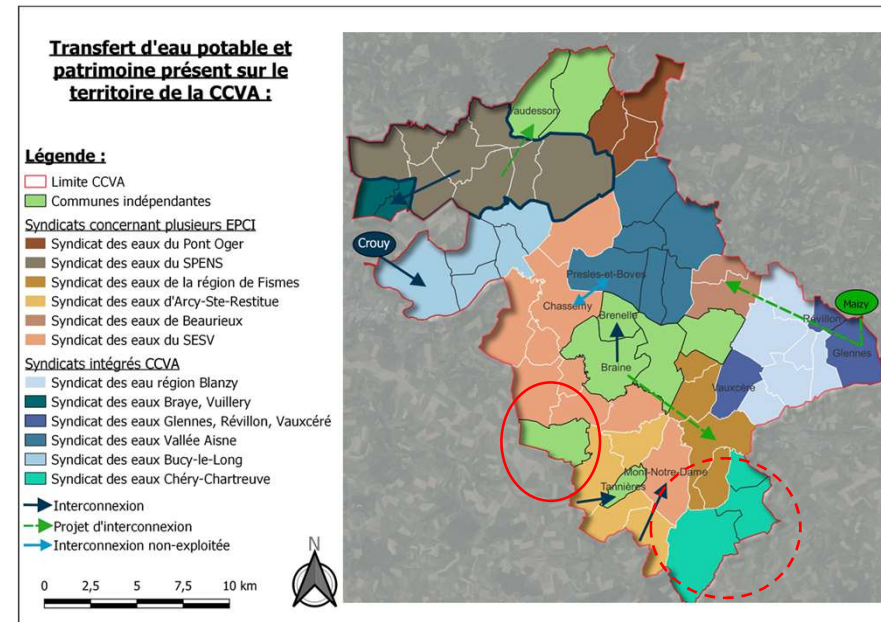 Transfert d'eau potable et
patrimoine présent sur le
territoire de la CCVA :
Légende :
Limite CCVA
Communes indépendantes
Syndicats concernant plusieurs EPCI
Syndicat des eaux du Pont Oger
Syndicat des eaux du SPENS
Syndicat des eaux de la région de Fismes
Syndicat des eaux d'Arcy-Ste-Restitue
Syndicat des eaux de Beaurieux
Syndicat des eaux du SESV
Syndicats intégrés CCVA
Syndicat des eau région Blanzy
Syndicat des eaux Braye, Vuillery
Syndicat des eaux Glennes, Révillon, Vauxcéré
Syndicat des eaux Vallée Aisne
Syndicat des eaux Bucy-le-Long
Syndicat des eaux Chéry-Chartreuve
Interconnexion
Projet d'interconnexion
Interconnexion non-exploitée
0 2,5 5 7,5 10 km
N
Vaudesson
Crouy
Presles-et-Boves
Chassemy
Brenelle
Braine
Maizy
Révillon
Glennes
Vauxcéré
Mont-Notre-Dame
Tannières